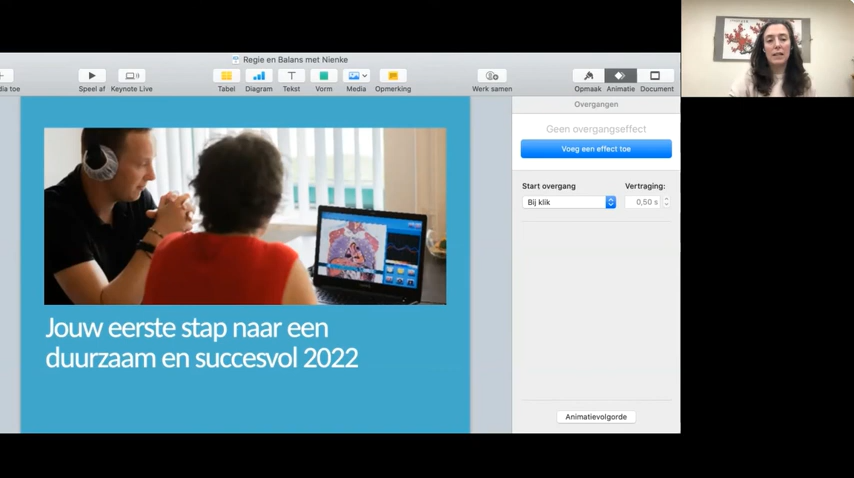 Regie en Balans met Nienke
dia toe
Speel af
Keynote Live
Tabel
Diagram
Tekst
Vorm
Media
Opmerking
Werk samen
Opmaak
Animatie
Document
Overgangen
Geen overgangseffect
Voeg een effect toe
Start overgang
Vertraging:
Bij klik
0,50 s
Jouw eerste stap naar een
duurzaam en succesvol 2022
Animatievolgorde